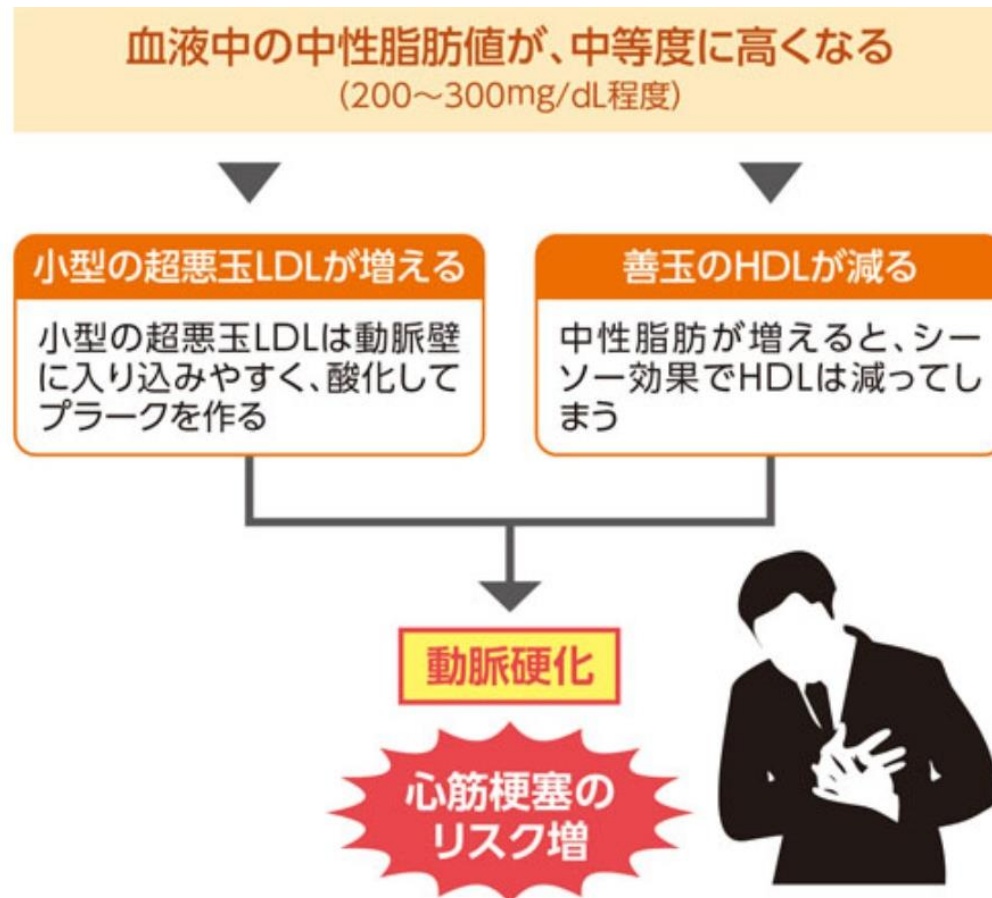 血液中の中性脂肪値が、中等度に高くなる
(200～300mg/dL程度)
小型の超悪玉LDLが増える
小型の超悪玉LDLは動脈壁
に入り込みやすく、酸化して
プラークを作る
善玉のHDLが減る
中性脂肪が増えると、シー
ソー効果でHDLは減ってし
まう
動脈硬化
心筋梗塞の
リスク増